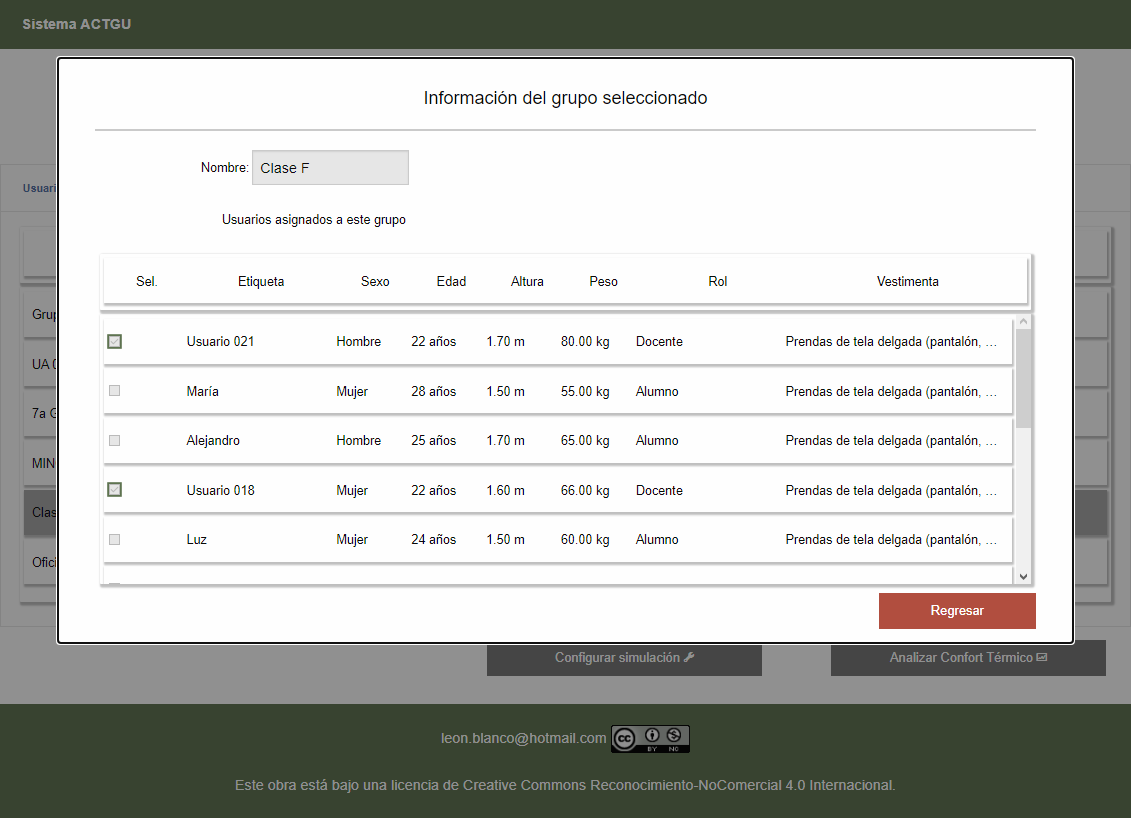 Sistema ACTGU
Información del grupo seleccionado
Nombre: Clase F
Usuari
Usuarios asignados a este grupo
Sel. Etiqueta Sexo Edad Altura Peso Rol Vestimenta
Grup
Usuario 021 Hombre 22 años 1.70 m 80.00 kg Docente Prendas de tela delgada (pantalón, ...
UA 0
María Mujer 28 años 1.50 m 55.00 kg Alumno Prendas de tela delgada (pantalón, ...
7a G
Alejandro Hombre 25 años 1.70 m 65.00 kg Alumno Prendas de tela delgada (pantalón, ...
MIN
Usuario 018 Mujer 22 años 1.60 m 66.00 kg Docente Prendas de tela delgada (pantalón, ...
Clas
Luz Mujer 24 años 1.50 m 60.00 kg Alumno Prendas de tela delgada (pantalón, ...
Ofici
Regresar
Configurar simulación Analizar Confort Térmico
leon.blanco@hotmail.com cc BY NC
Este obra está bajo una licencia de Creative Commons Reconocimiento-NoComercial 4.0 Internacional.